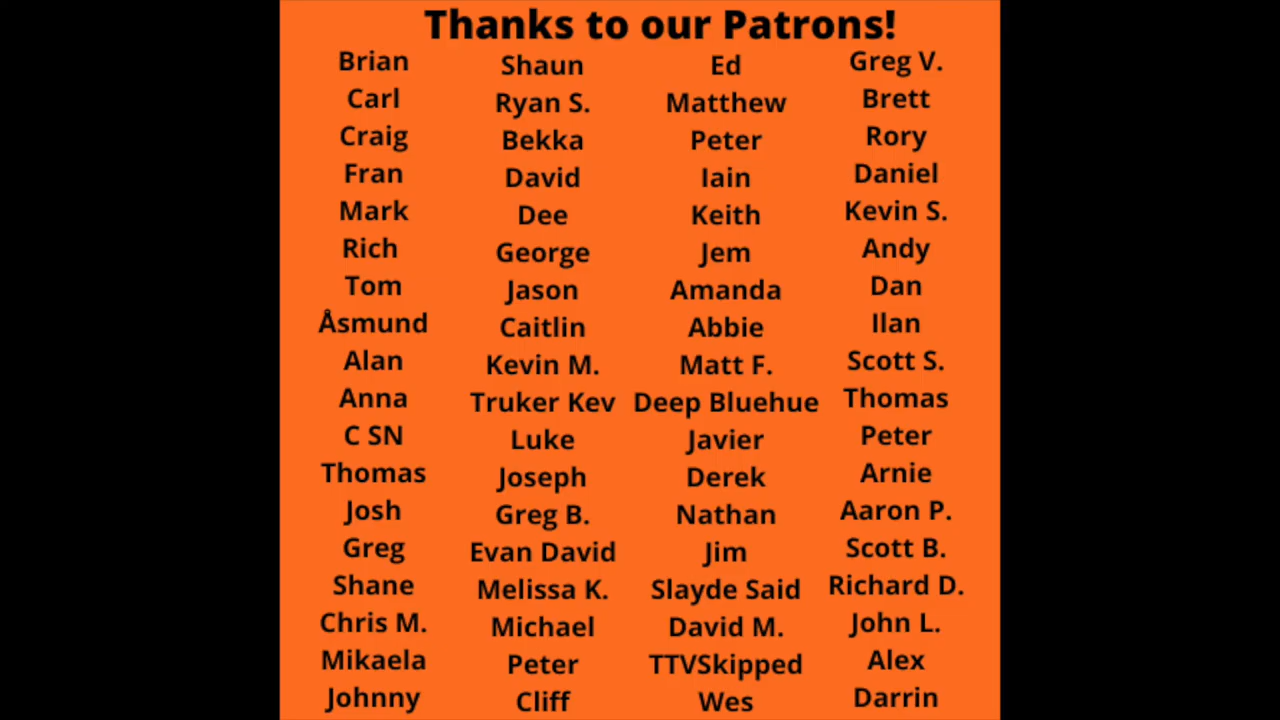 Thanks to our Patrons!
Brian
Carl
Craig
Fran
Mark
Rich
Tom
Åsmund
Alan
Anna
C SN
Thomas
Josh
Greg
Shane
Chris M.
Mikaela
Johnny
Shaun
Ryan S.
Bekka
David
Dee
George
Jason
Caitlin
Kevin M.
Truker Kev
Luke
Joseph
Greg B.
Evan David
Melissa K.
Michael
Peter
Cliff
Ed
Matthew
Peter
Iain
Keith
Jem
Amanda
Abbie
Matt F.
Deep Bluehue
Javier
Derek
Nathan
Jim
Slayde Said
David M.
TTVSkipped
Wes
Greg V.
Brett
Rory
Daniel
Kevin S.
Andy
Dan
Ilan
Scott S.
Thomas
Peter
Arnie
Aaron P.
Scott B.
Richard D.
John L.
Alex
Darrin